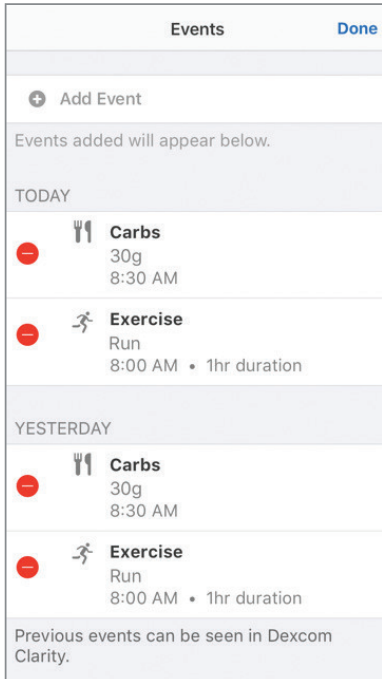 Events
Done
Add Event
Events added will appear below.
TODAY
Carbs
30g
8:30 AM
Exercise
Run
8:00 AM • 1hr duration
YESTERDAY
Carbs
30g
8:30 AM
Exercise
Run
8:00 AM • 1hr duration
Previous events can be seen in Dexcom
Clarity.